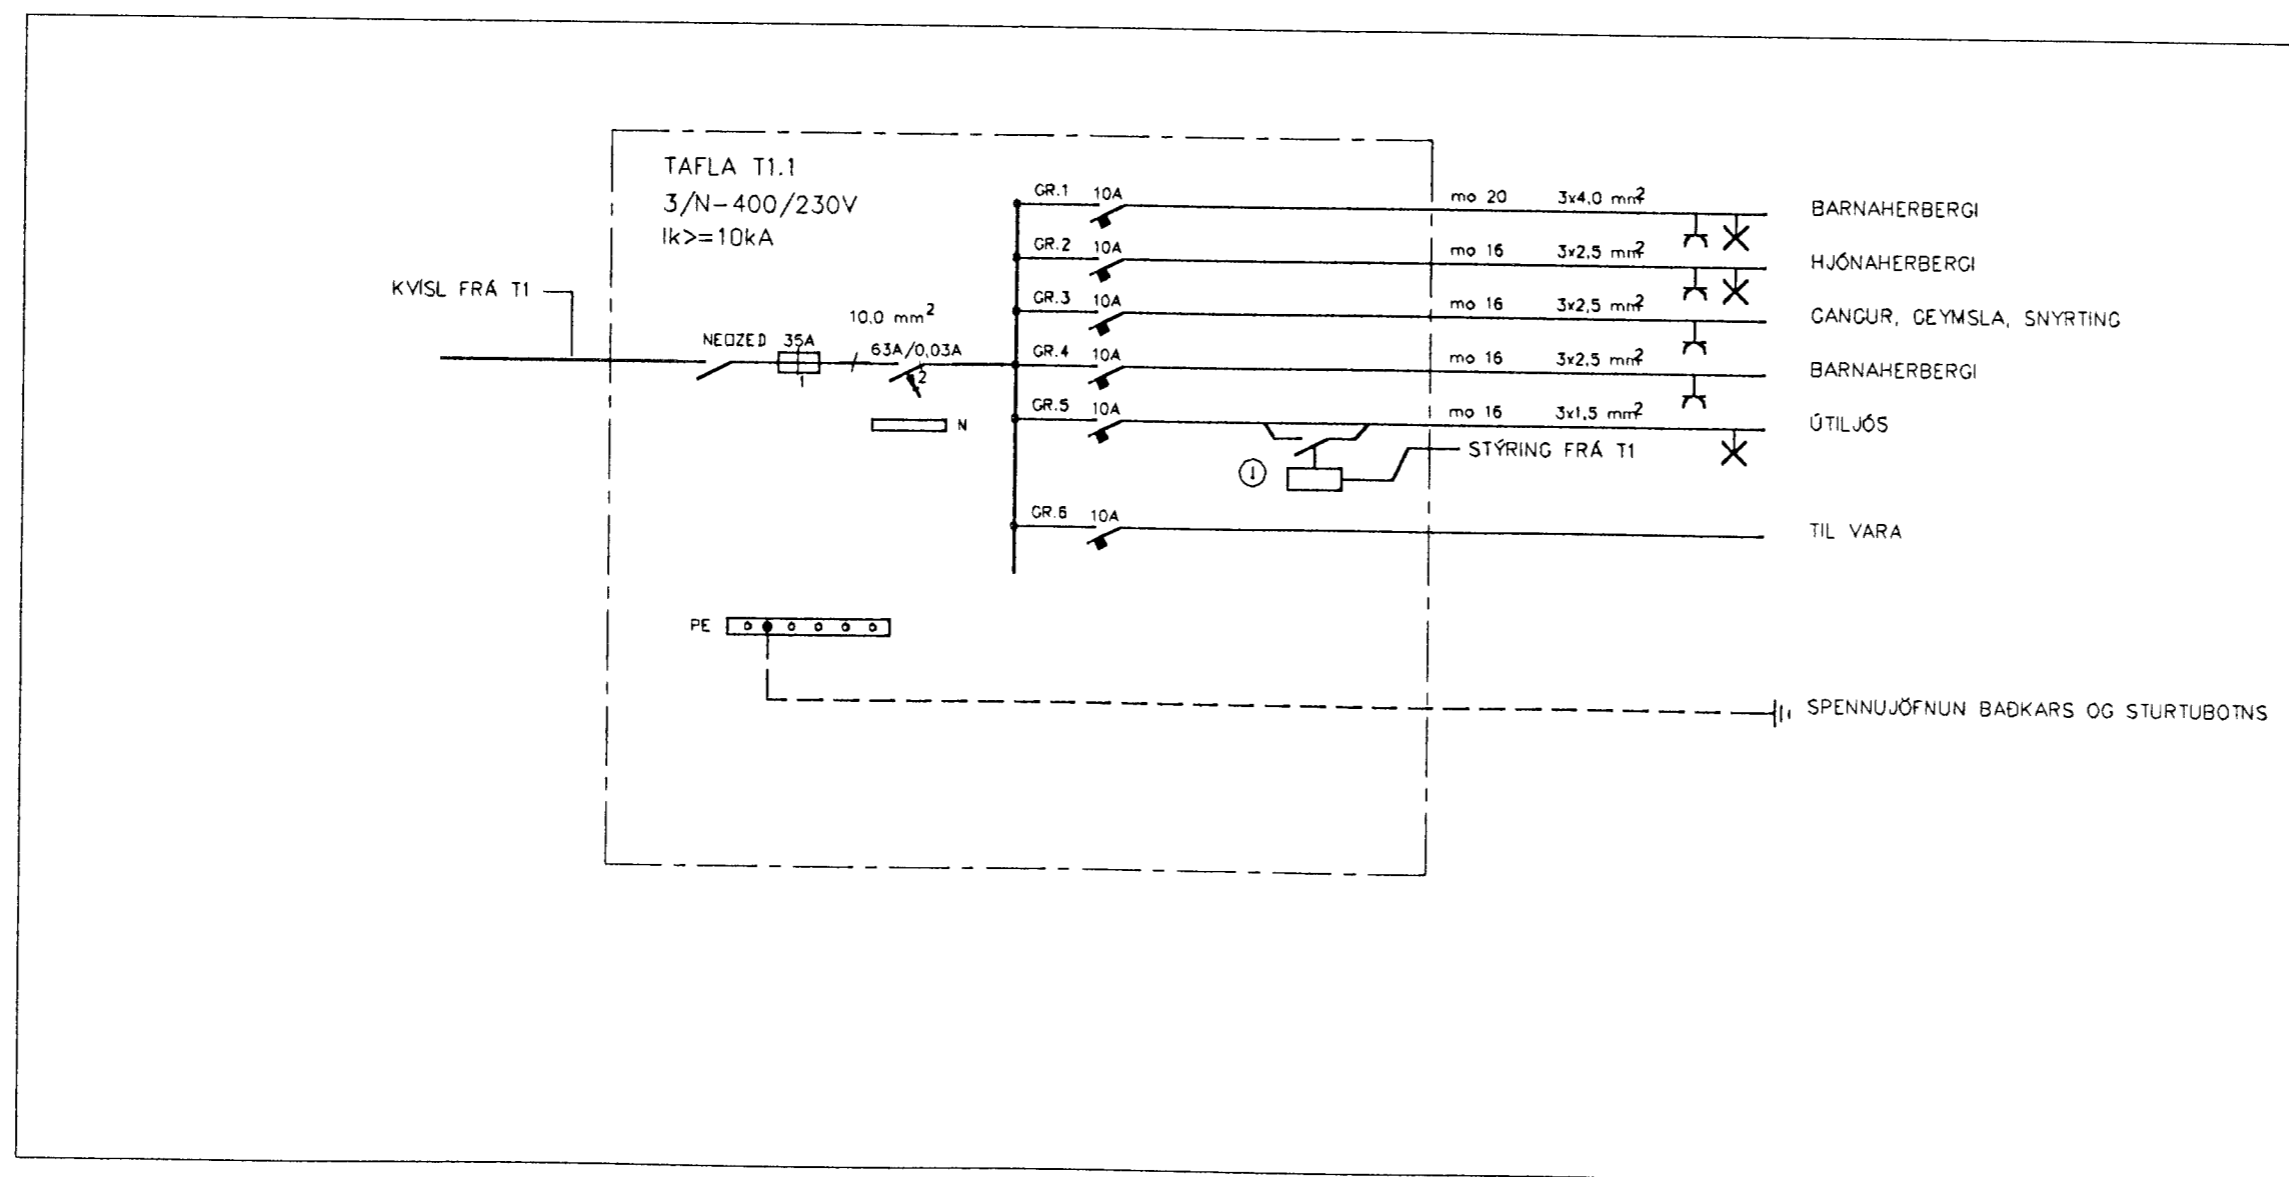 TAFLA T1.1
3/N-400/230V
Ik>=10kA
KVÍSL FRÁ T1
NEOZED 35A
1
10,0 mm²
63A/0,03A
2
N
GR.1 10A mo 20 3x4,0 mm² BARNAHERBERGI
GR.2 10A mo 16 3x2,5 mm² HJÓNAHERBERGI
GR.3 10A mo 16 3x2,5 mm² GANGUR, GEYMSLA, SNYRTING
GR.4 10A mo 16 3x2,5 mm² BARNAHERBERGI
GR.5 10A mo 16 3x1,5 mm² ÚTILJÓS
STÝRING FRÁ T1
GR.6 10A TIL VARA
PE
SPENNUJÖFNUN BAÐKARS OG STURTUBOTNS